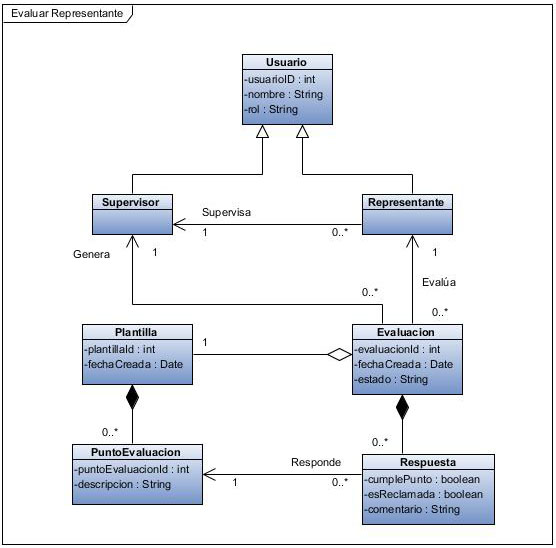 Evaluar Representante
Usuario
-usuarioID : int
-nombre : String
-rol : String
Supervisor
Representante
Supervisa
1
0..*
Genera
1
1
0..*
Evalúa
0..*
Plantilla
-plantillaId : int
-fechaCreada : Date
1
Evaluacion
-evaluacionId : int
-fechaCreada : Date
-estado : String
0..*
0..*
PuntoEvaluacion
-puntoEvaluacionId : int
-descripcion : String
Responde
1
0..*
Respuesta
-cumplePunto : boolean
-esReclamada : boolean
-comentario : String